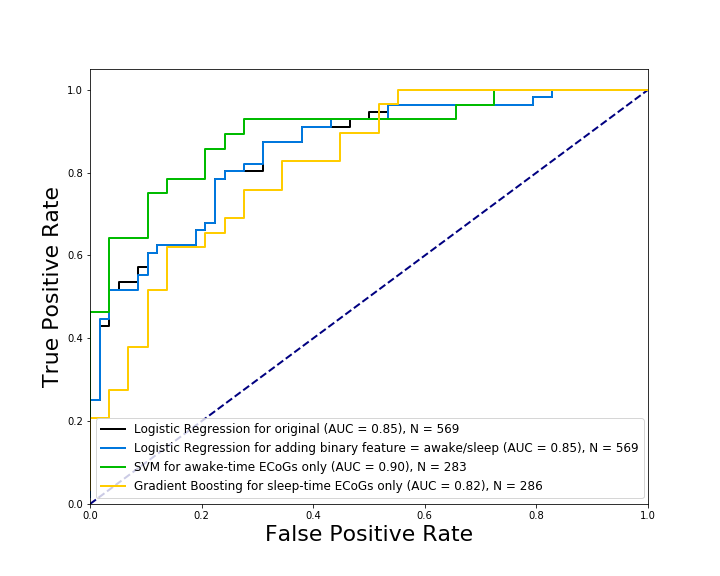 1.0
0.8
0.6
0.4
0.2
0.0
True Positive Rate
Logistic Regression for original (AUC = 0.85), N = 569
Logistic Regression for adding binary feature = awake/sleep (AUC = 0.85), N = 569
SVM for awake-time ECoGs only (AUC = 0.90), N = 283
Gradient Boosting for sleep-time ECoGs only (AUC = 0.82), N = 286
0.0 0.2 0.4 0.6 0.8 1.0
False Positive Rate